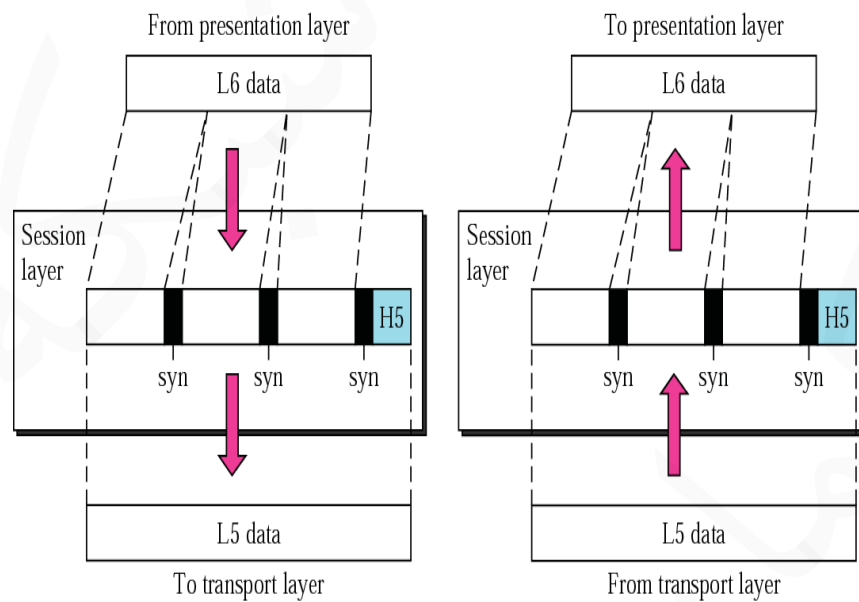 From presentation layer
L6 data
Session
layer
H5
syn syn syn
L5 data
To transport layer
To presentation layer
L6 data
Session
layer
H5
syn syn syn
L5 data
From transport layer